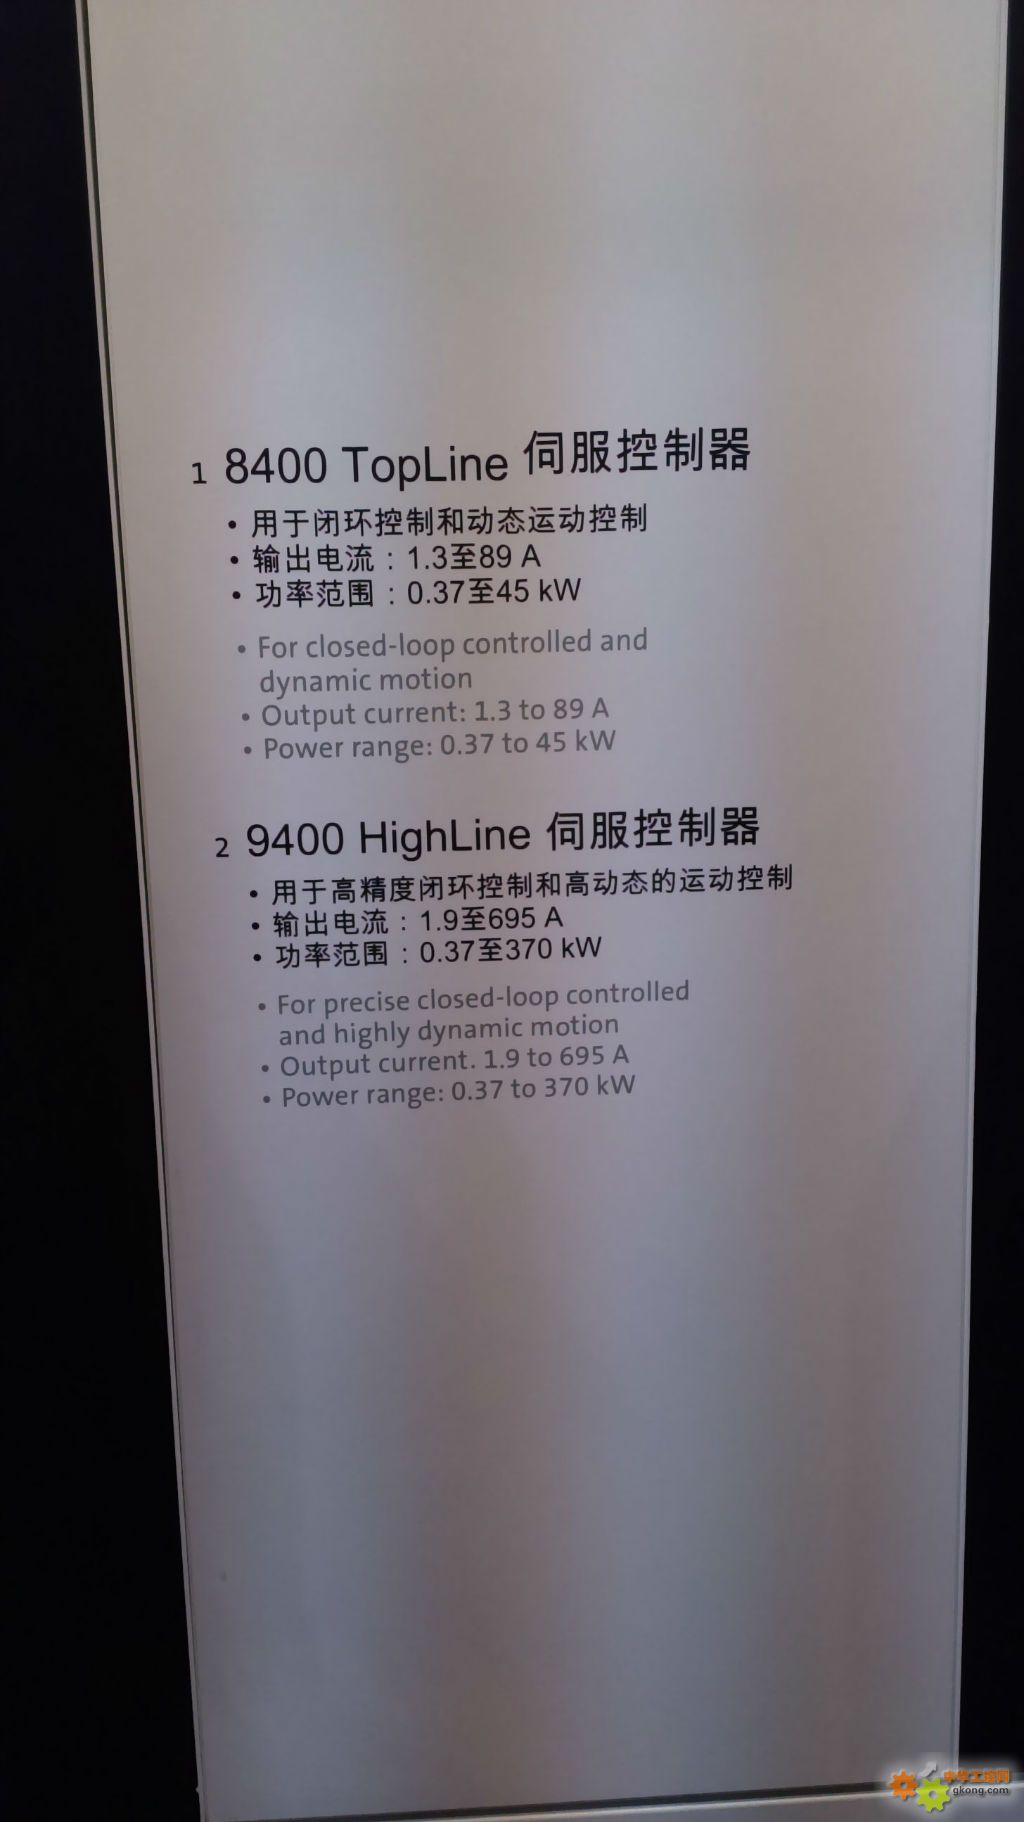 1 8400 TopLine 伺服控制器
• 用于闭环控制和动态运动控制
• 输出电流：1.3至89 A
• 功率范围：0.37至45 kW
• For closed-loop controlled and
dynamic motion
• Output current: 1.3 to 89 A
• Power range: 0.37 to 45 kW
2 9400 HighLine 伺服控制器
• 用于高精度闭环控制和高动态的运动控制
• 输出电流：1.9至695 A
• 功率范围：0.37至370 kW
• For precise closed-loop controlled
and highly dynamic motion
• Output current. 1.9 to 695 A
• Power range: 0.37 to 370 kW
中华工控网
gkong.com